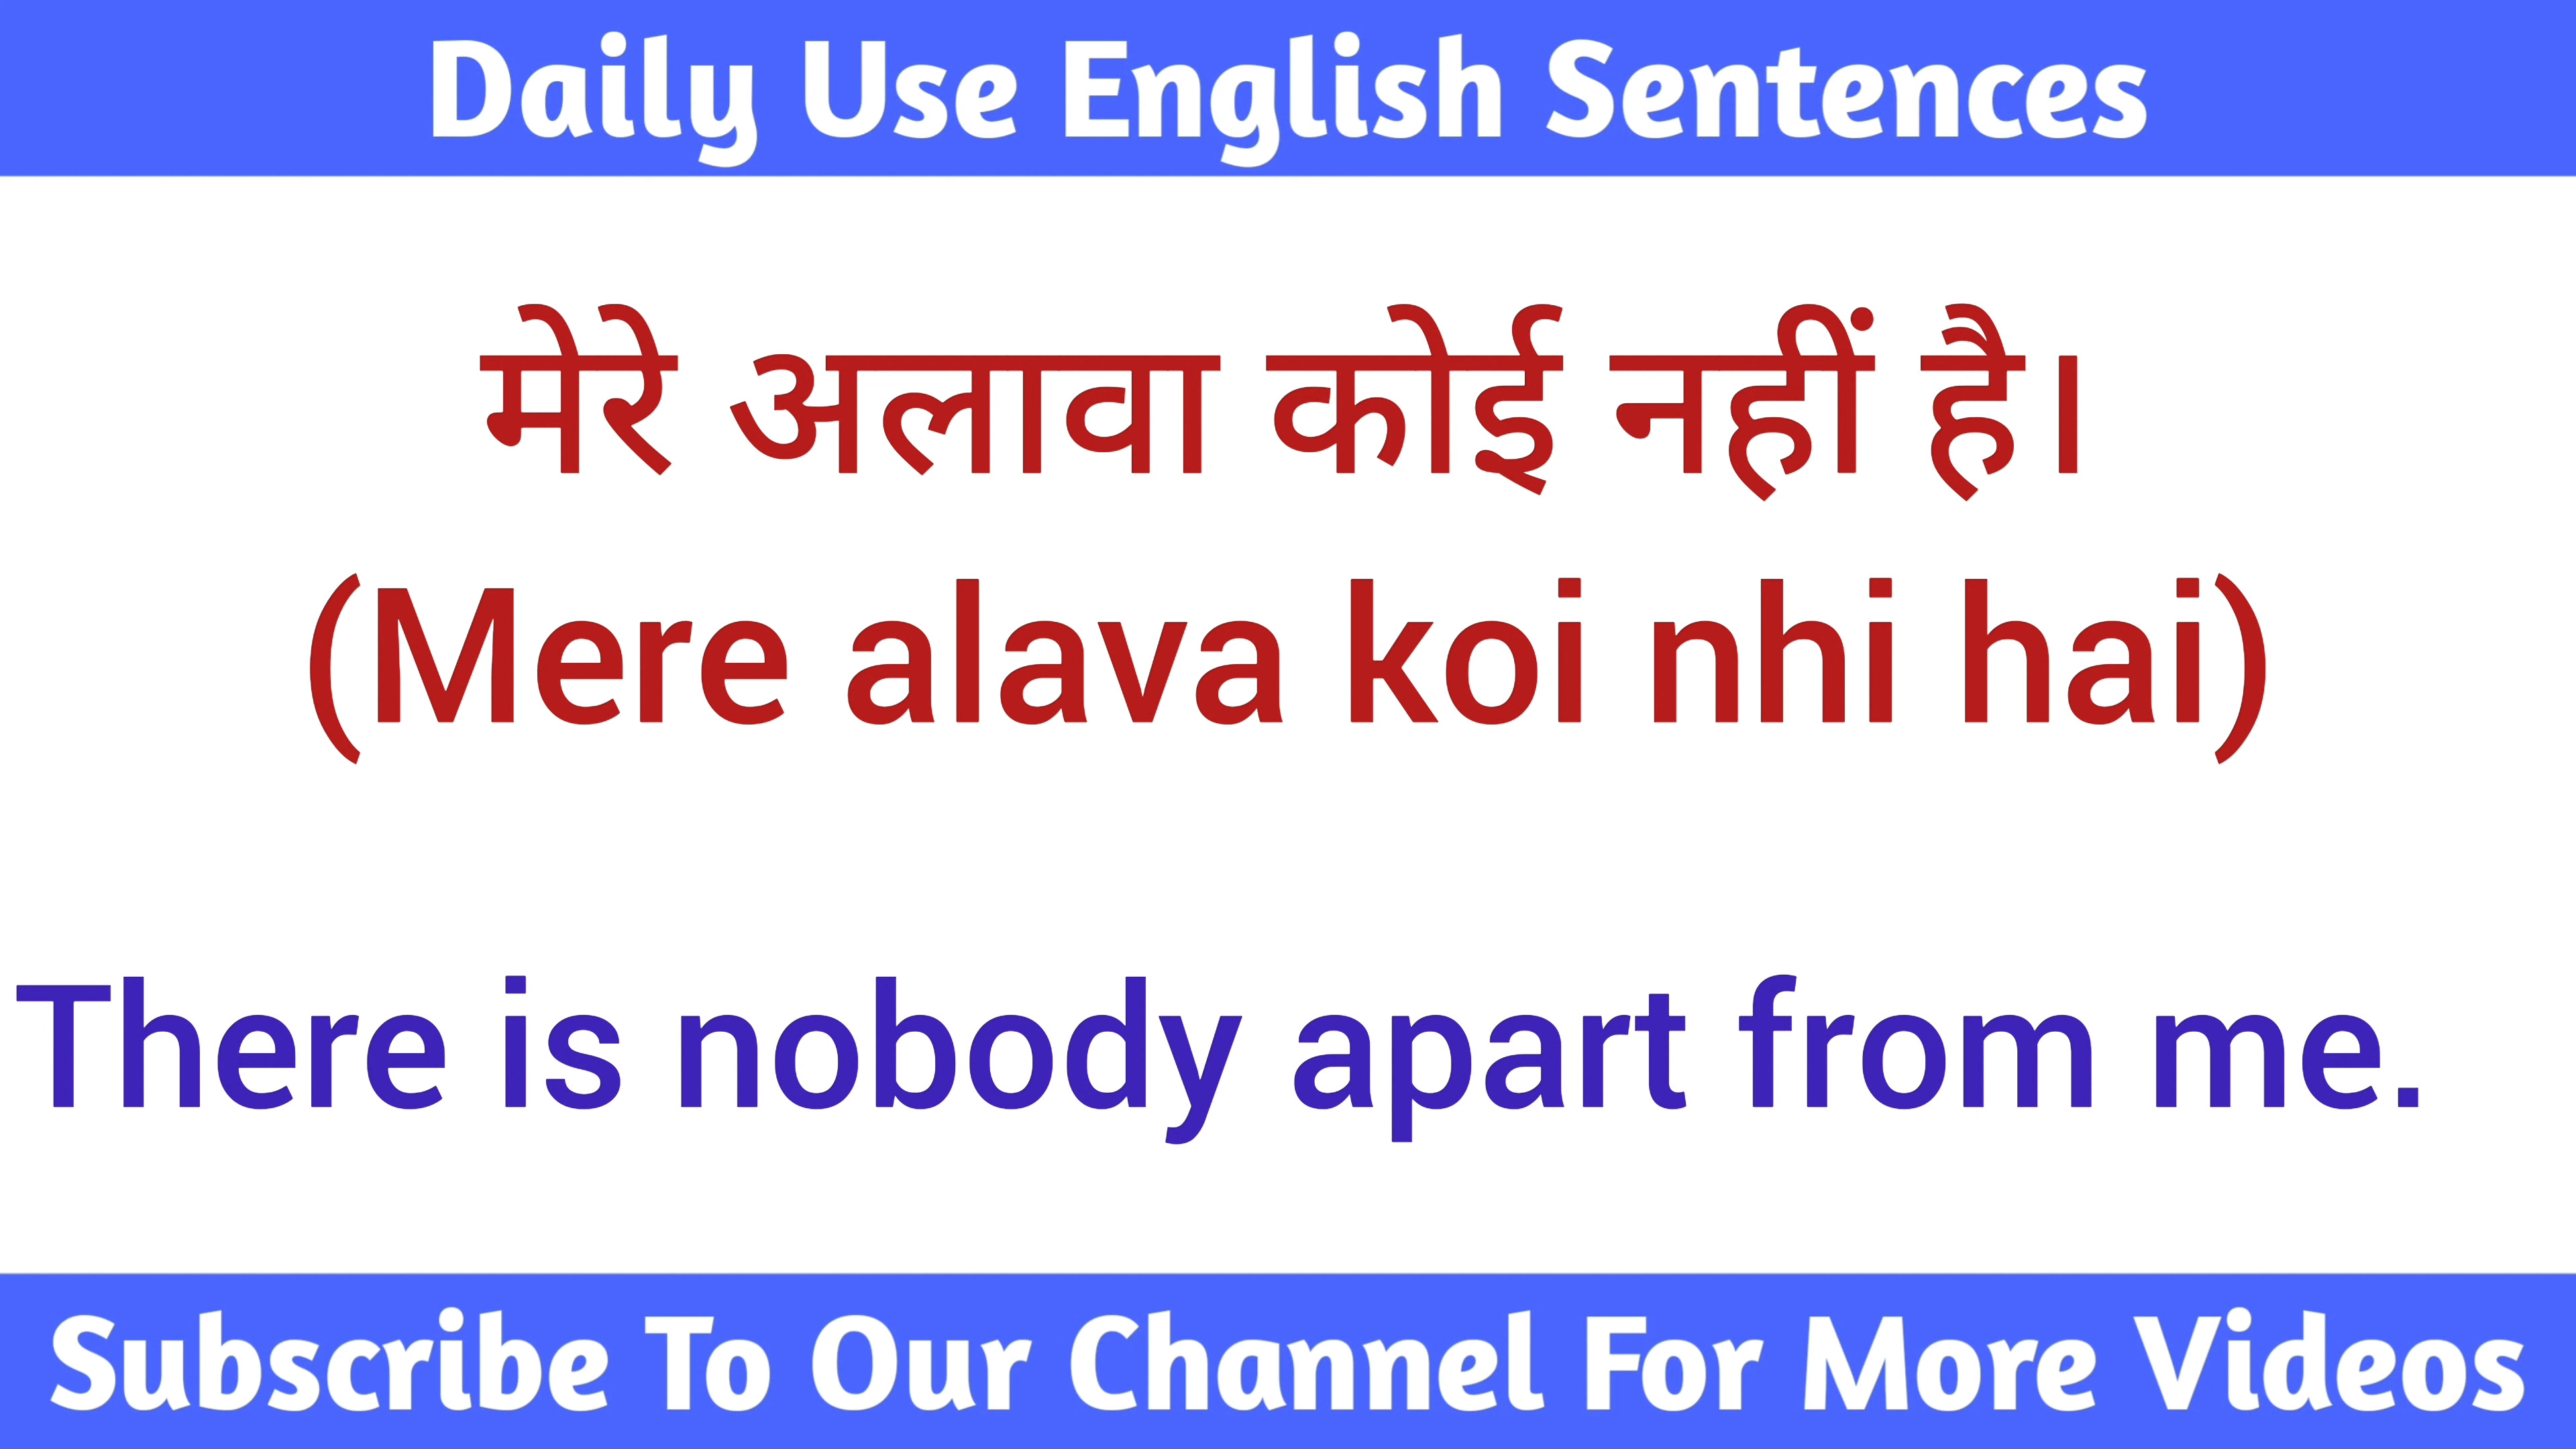 Daily Use English Sentences
मेरे अलावा कोई नहीं है।
(Mere alava koi nhi hai)
There is nobody apart from me.
Subscribe To Our Channel For More Videos